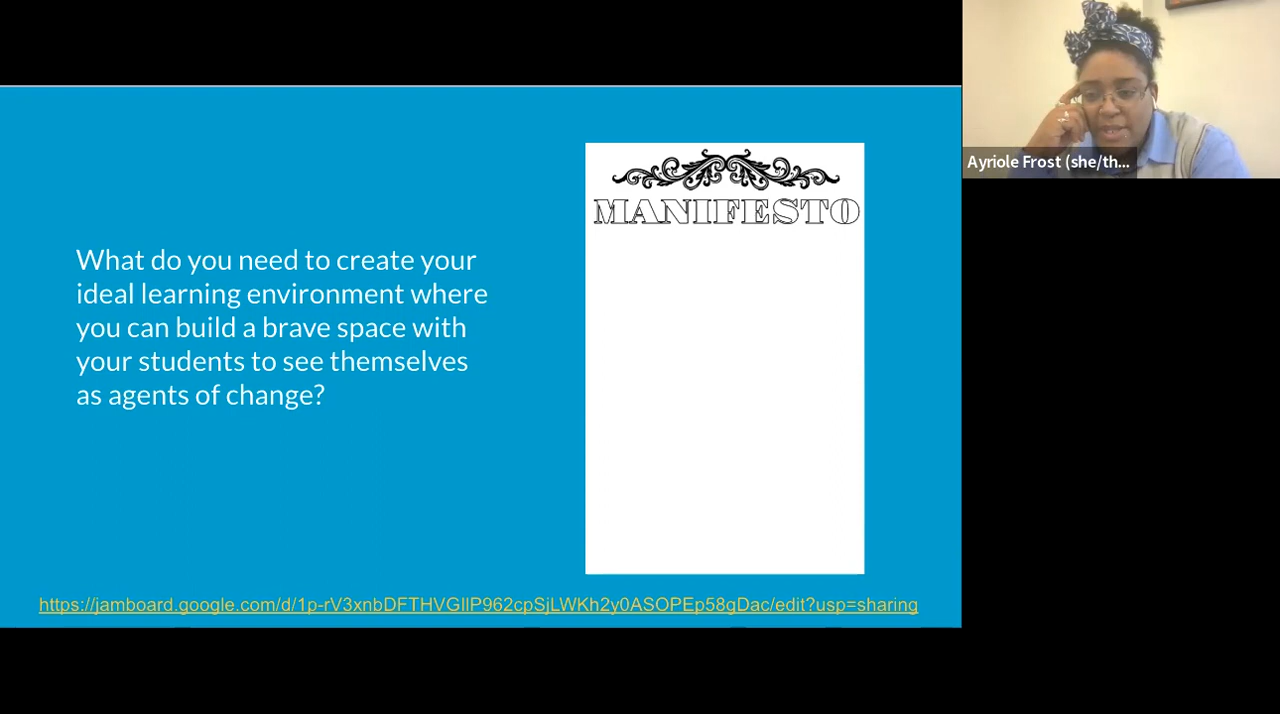 MANIFESTO
What do you need to create your
ideal learning environment where
you can build a brave space with
your students to see themselves
as agents of change?
https://jamboard.google.com/d/1p-rV3xnbDFTHVGIlP962cpSjLWKh2y0ASOPEp58gDac/edit?usp=sharing
Ayriole Frost (she/th...